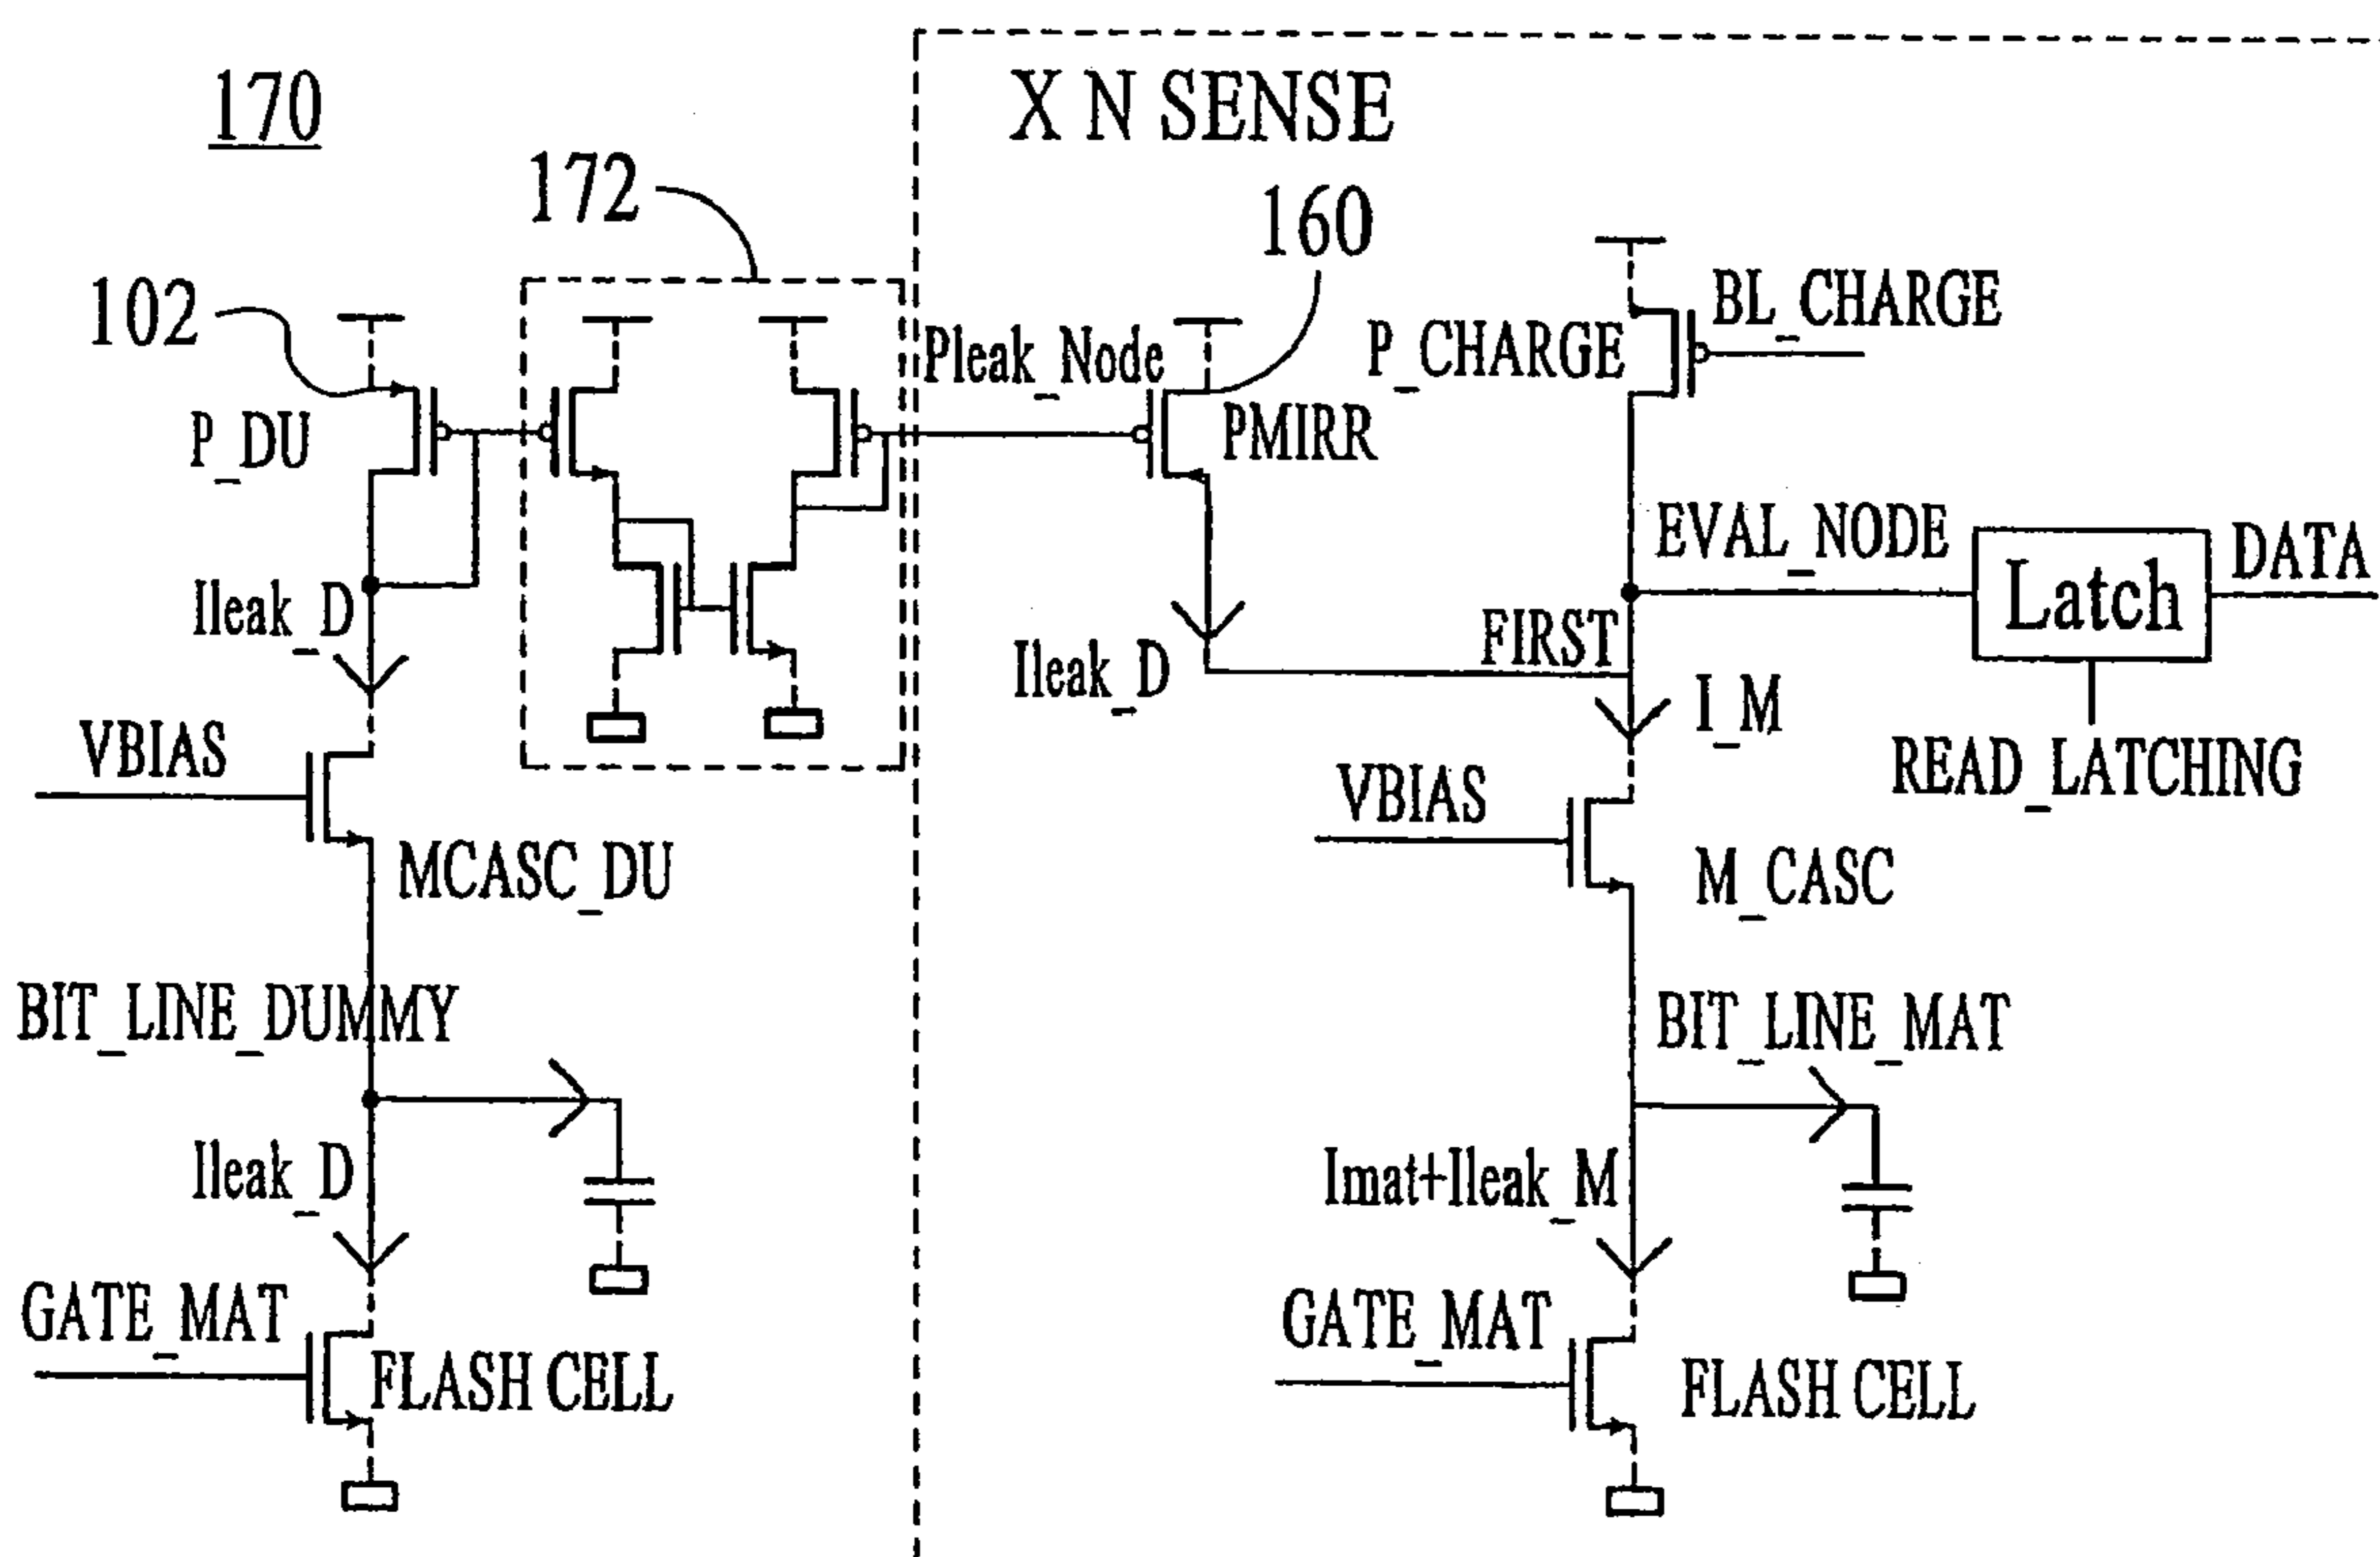 170
X N SENSE
172
160
102
BL_CHARGE
P_CHARGE
Pleak_Node
P_DU
PMIRR
EVAL_NODE
DATA
Latch
Ileak_D
FIRST
Ileak_D
I_M
VBIAS
READ_LATCHING
VBIAS
MCASC_DU
M_CASC
BIT_LINE_DUMMY
BIT_LINE_MAT
Ileak_D
Imat+Ileak_M
GATE_MAT
GATE_MAT
FLASH CELL
FLASH CELL